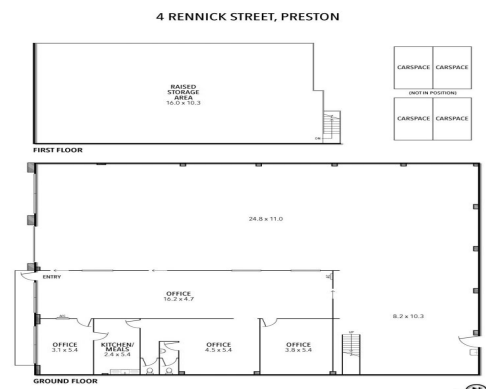 4 RENNICK STREET, PRESTON
RAISED
STORAGE
AREA
16.0 x 10.3
CARSPACE CARSPACE
(NOT IN POSITION)
CARSPACE CARSPACE
FIRST FLOOR
24.8 x 11.0
ENTRY
OFFICE
16.2 x 4.7
8.2 x 10.3
OFFICE
3.1 x 5.4
KITCHEN/
MEALS
2.4 x 5.4
OFFICE
4.5 x 5.4
OFFICE
3.8 x 5.4
GROUND FLOOR